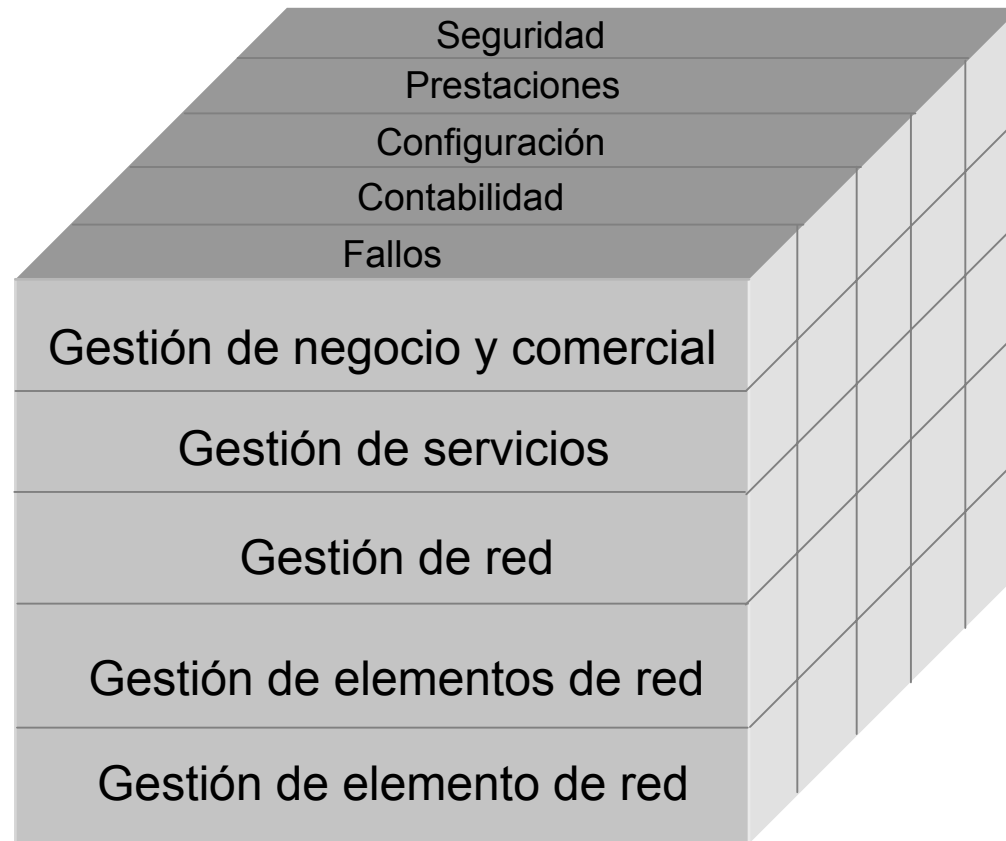 Seguridad
Prestaciones
Configuración
Contabilidad
Fallos
Gestión de negocio y comercial
Gestión de servicios
Gestión de red
Gestión de elementos de red
Gestión de elemento de red